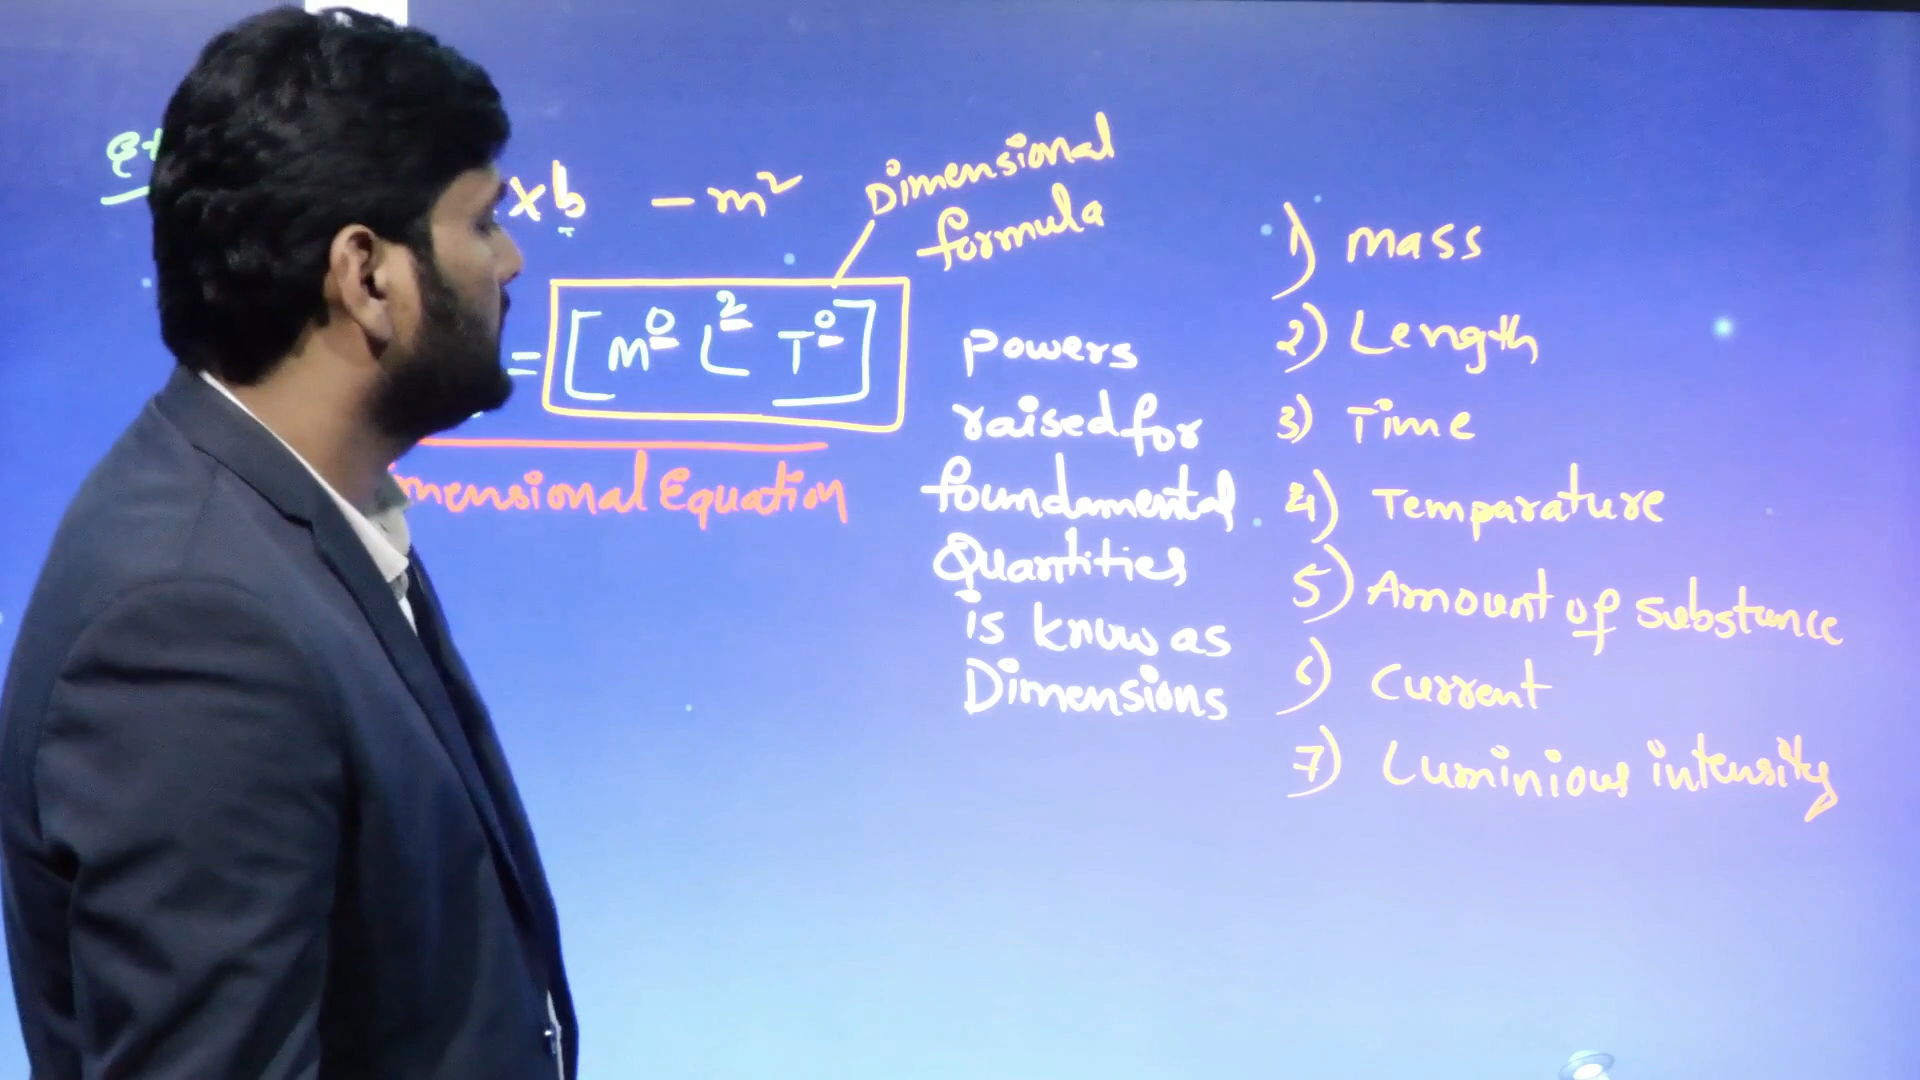 ex
×b - m²
Dimensional
formula
= [M⁰ L² T⁰]
mensional Equation
powers
raised for
foundamental
Quantities
is know as
Dimensions
1) mass
2) Length
3) Time
4) Temparature
5) Amount of substance
6) Current
7) Luminious intensity